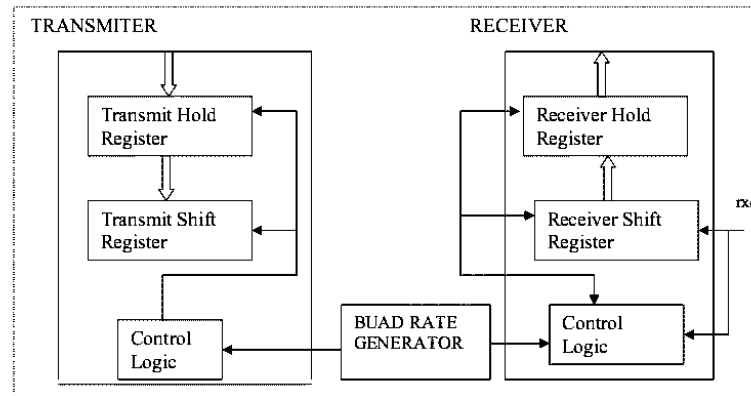 TRANSMITER
RECEIVER
Transmit Hold
Register
Receiver Hold
Register
Transmit Shift
Register
Receiver Shift
Register
Control
Logic
BUAD RATE
GENERATOR
Control
Logic